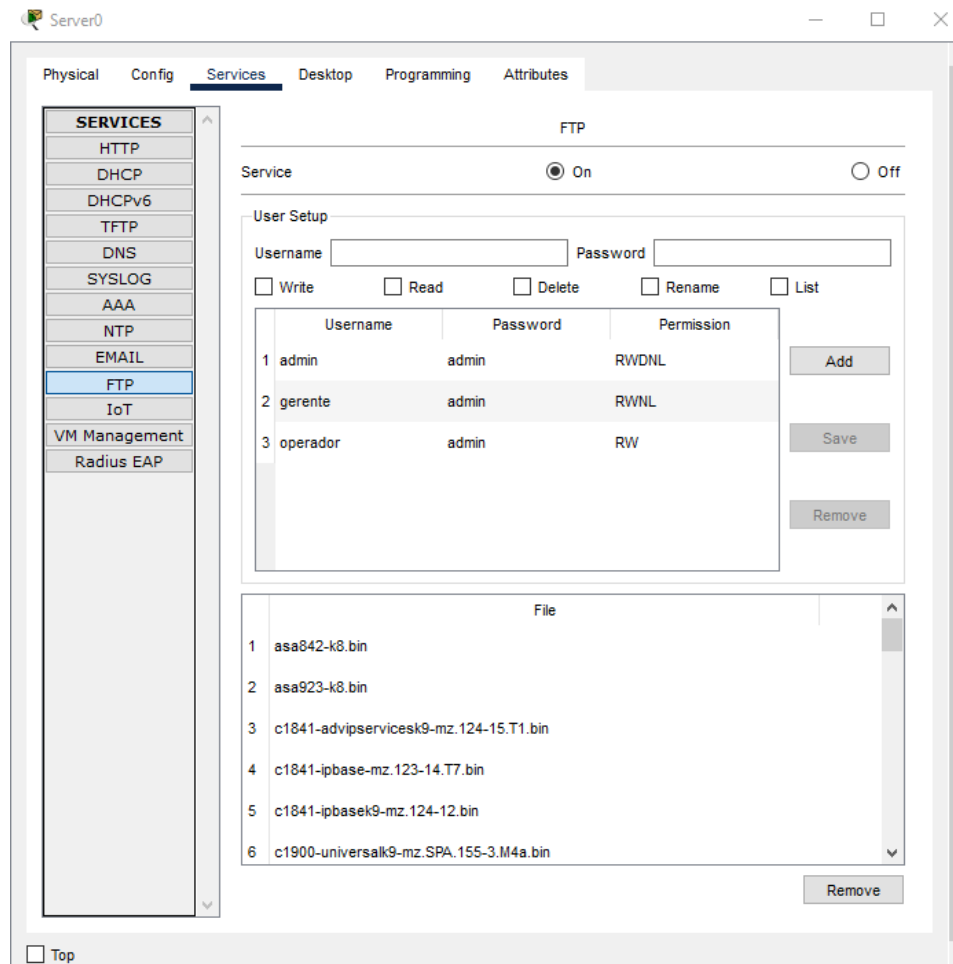 Server0
Physical Config Services Desktop Programming Attributes
SERVICES
HTTP
DHCP
DHCPv6
TFTP
DNS
SYSLOG
AAA
NTP
EMAIL
FTP
IoT
VM Management
Radius EAP
FTP
Service On Off
User Setup
Username Password
Write Read Delete Rename List
Username Password Permission
1 admin admin RWDNL
2 gerente admin RWNL
3 operador admin RW
Add
Save
Remove
File
1 asa842-k8.bin
2 asa923-k8.bin
3 c1841-advipservicesk9-mz.124-15.T1.bin
4 c1841-ipbase-mz.123-14.T7.bin
5 c1841-ipbasek9-mz.124-12.bin
6 c1900-universalk9-mz.SPA.155-3.M4a.bin
Remove
Top